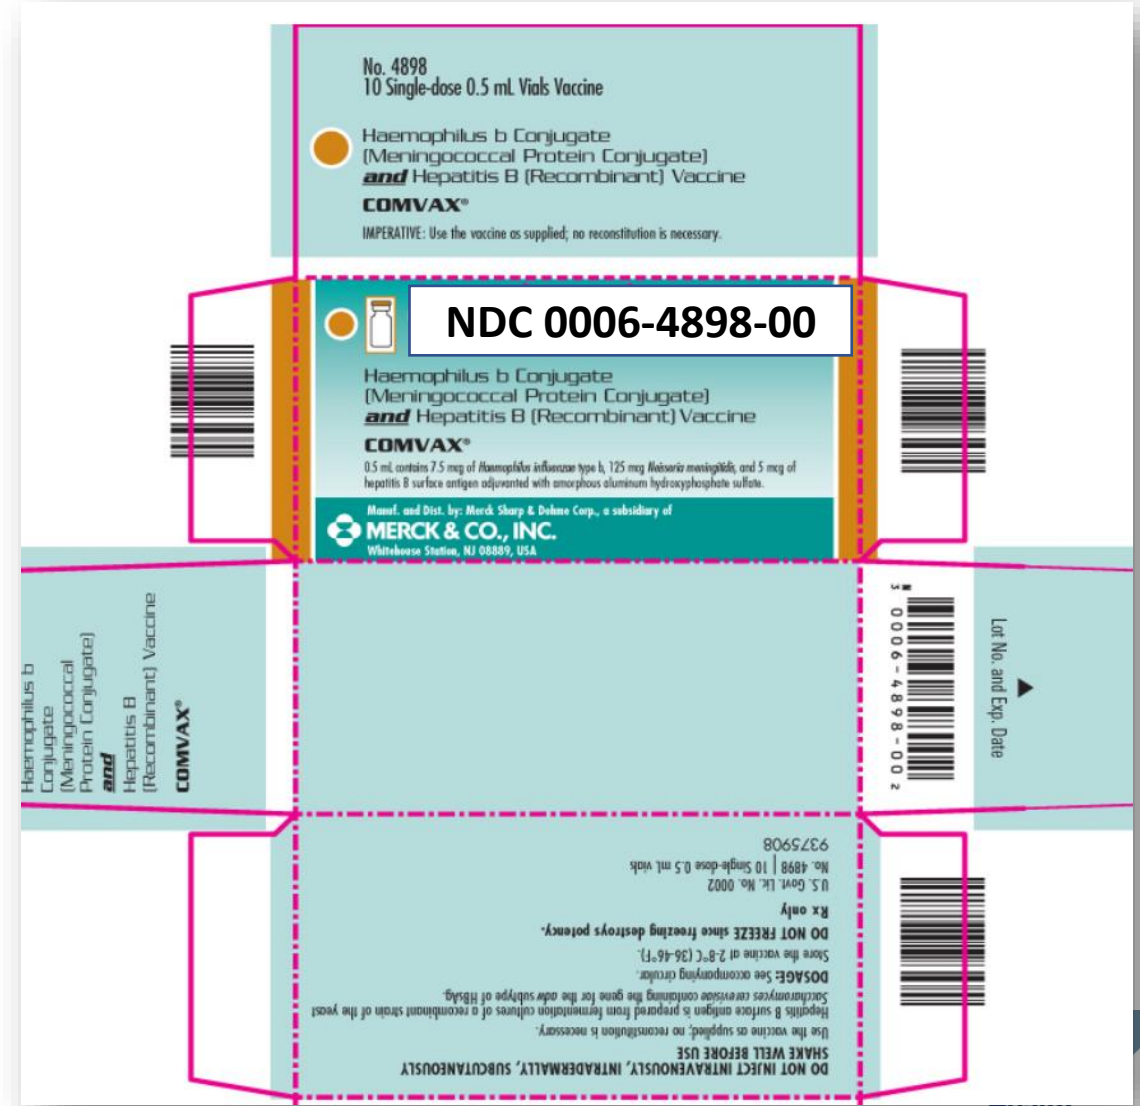 No. 4898
10 Single-dose 0.5 mL Vials Vaccine
Haemophilus b Conjugate
(Meningococcal Protein Conjugate)
and Hepatitis B (Recombinant) Vaccine
COMVAX®
IMPERATIVE: Use the vaccine as supplied; no reconstitution is necessary.
NDC 0006-4898-00
Haemophilus b Conjugate
(Meningococcal Protein Conjugate)
and Hepatitis B (Recombinant) Vaccine
COMVAX®
0.5 mL contains 7.5 mcg of Haemophilus influenzae type b, 125 mcg Neisseria meningitidis, and 5 mcg of
hepatitis B surface antigen adjuvanted with amorphous aluminum hydroxyphosphate sulfate.
Manuf. and Dist. by: Merck Sharp & Dohme Corp., a subsidiary of
MERCK & CO., INC.
Whitehouse Station, NJ 08889, USA
Haemophilus b
Conjugate
(Meningococcal
Protein Conjugate)
and
Hepatitis B
(Recombinant) Vaccine
COMVAX®
N
3 0006-4898-00 2
Lot No. and Exp. Date
DO NOT INJECT INTRAVENOUSLY, INTRADERMALLY, SUBCUTANEOUSLY
SHAKE WELL BEFORE USE
Use the vaccine as supplied; no reconstitution is necessary.
Hepatitis B surface antigen is prepared from fermentation cultures of a recombinant strain of the yeast
Saccharomyces cerevisiae containing the gene for the adw subtype of HBsAg.
DOSAGE: See accompanying circular.
Store the vaccine at 2-8°C (36-46°F).
DO NOT FREEZE since freezing destroys potency.
Rx only
U.S. Govt. Lic. No. 0002
No. 4898 | 10 Single-dose 0.5 mL vials
9375908